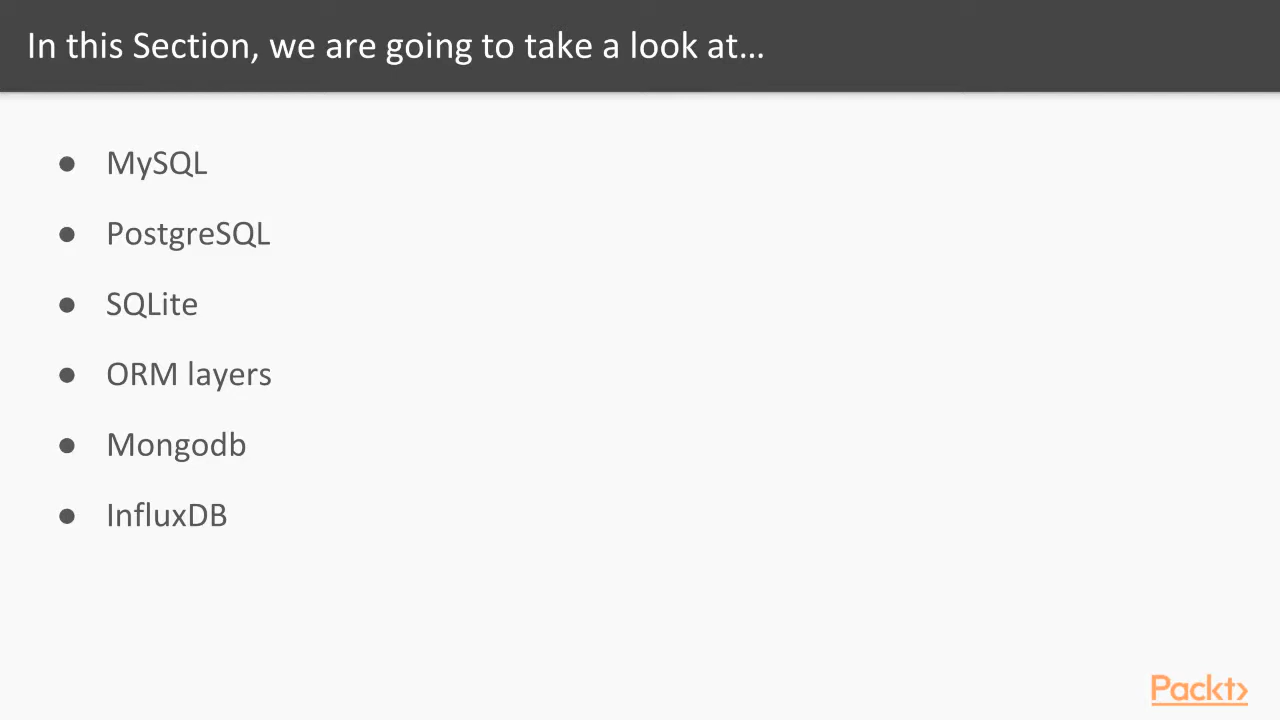 In this Section, we are going to take a look at...
● MySQL
● PostgreSQL
● SQLite
● ORM layers
● Mongodb
● InfluxDB
Packt>